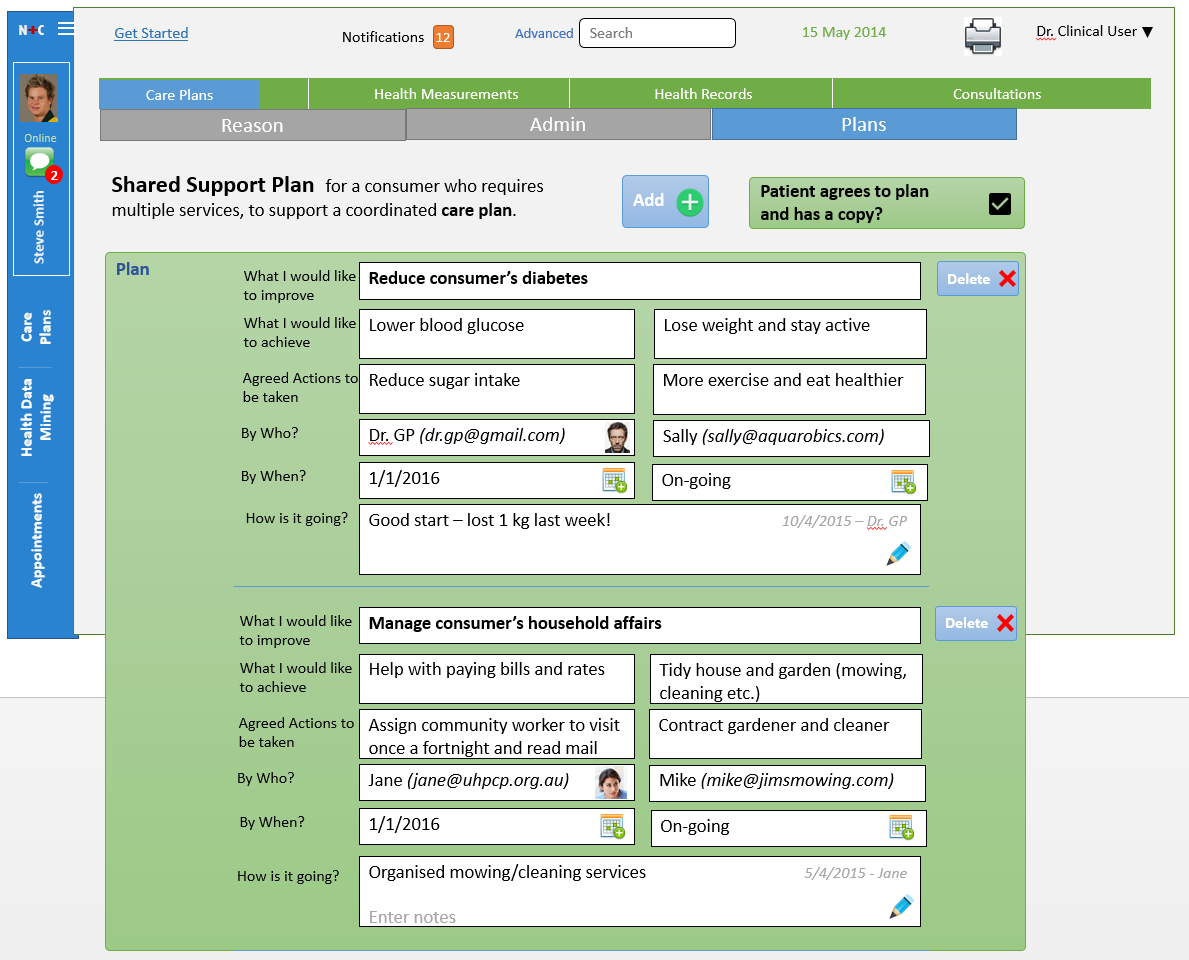 N+C
Get Started
Notifications 12
Advanced Search
15 May 2014
Dr. Clinical User ▼
Online
2
Steve Smith
Care
Plans
Health Data
Mining
Appointments
Care Plans Health Measurements Health Records Consultations
Reason Admin Plans
Shared Support Plan for a consumer who requires
multiple services, to support a coordinated care plan.
Add
Patient agrees to plan
and has a copy?
Plan
What I would like
to improve
Reduce consumer’s diabetes
Delete
What I would like
to achieve
Lower blood glucose
Lose weight and stay active
Agreed Actions to
be taken
Reduce sugar intake
More exercise and eat healthier
By Who?
Dr. GP (dr.gp@gmail.com)
Sally (sally@aquarobics.com)
By When?
1/1/2016
On-going
How is it going?
Good start – lost 1 kg last week!
10/4/2015 – Dr. GP
What I would like
to improve
Manage consumer’s household affairs
Delete
What I would like
to achieve
Help with paying bills and rates
Tidy house and garden (mowing,
cleaning etc.)
Agreed Actions to
be taken
Assign community worker to visit
once a fortnight and read mail
Contract gardener and cleaner
By Who?
Jane (jane@uhpcp.org.au)
Mike (mike@jimsmowing.com)
By When?
1/1/2016
On-going
How is it going?
Organised mowing/cleaning services
5/4/2015 - Jane
Enter notes